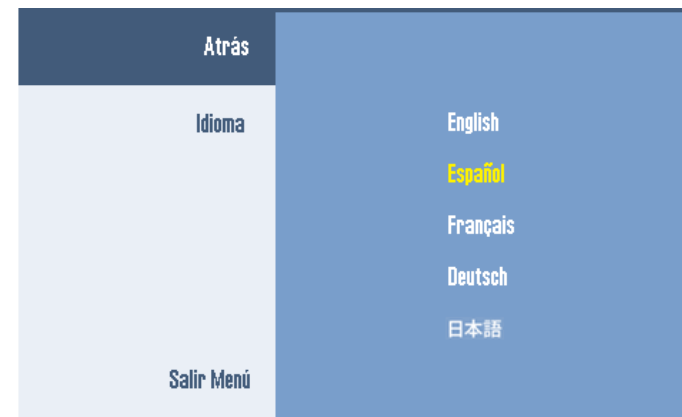 Atrás
Idioma
English
Español
Français
Deutsch
日本語
Salir Menú